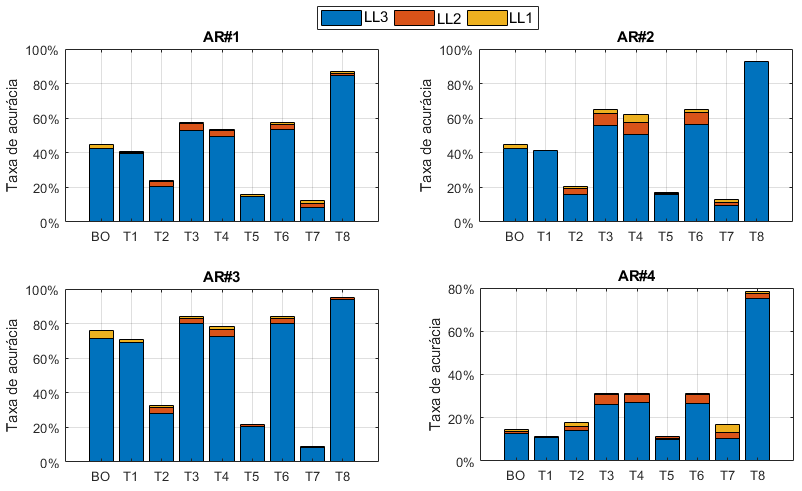 LL3 LL2 LL1
AR#1
Taxa de acurácia
100%
80%
60%
40%
20%
0%
BO T1 T2 T3 T4 T5 T6 T7 T8
AR#2
Taxa de acurácia
100%
80%
60%
40%
20%
0%
BO T1 T2 T3 T4 T5 T6 T7 T8
AR#3
Taxa de acurácia
100%
80%
60%
40%
20%
0%
BO T1 T2 T3 T4 T5 T6 T7 T8
AR#4
Taxa de acurácia
80%
60%
40%
20%
0%
BO T1 T2 T3 T4 T5 T6 T7 T8